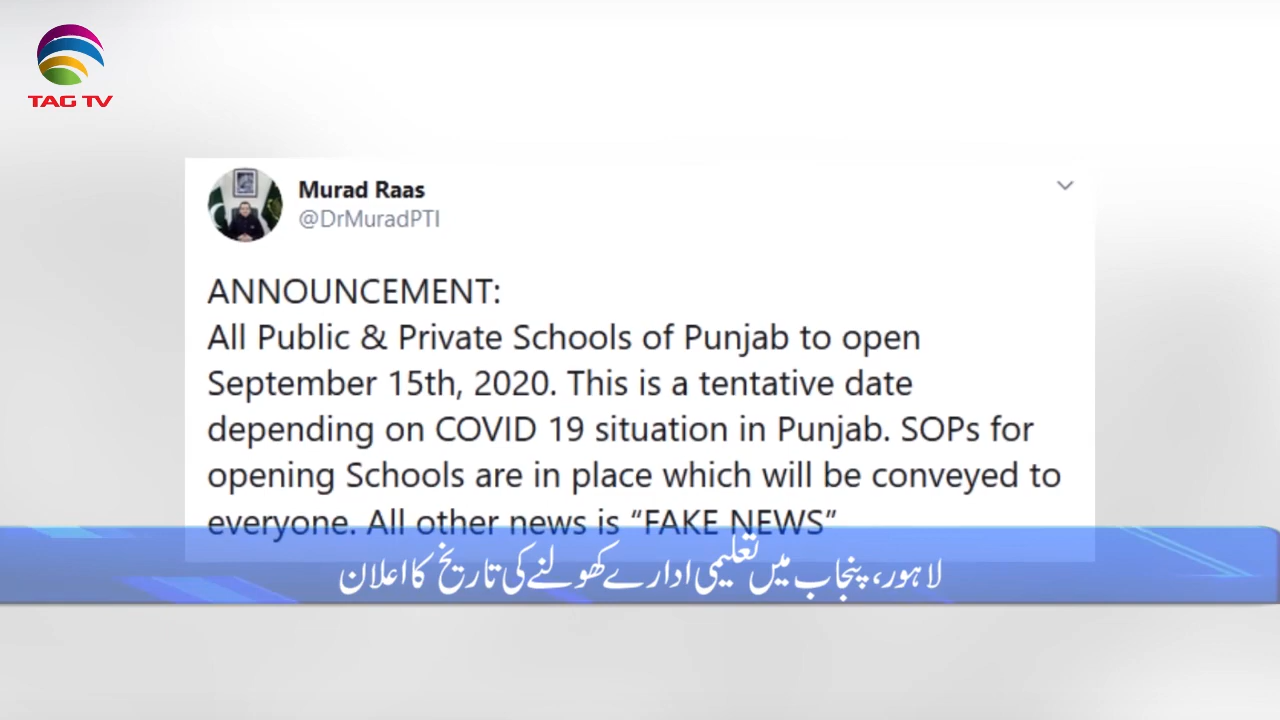 TAG TV
Murad Raas
@DrMuradPTI
ANNOUNCEMENT:
All Public & Private Schools of Punjab to open
September 15th, 2020. This is a tentative date
depending on COVID 19 situation in Punjab. SOPs for
opening Schools are in place which will be conveyed to
everyone. All other news is “FAKE NEWS”
لاہور، پنجاب میں تعلیمی ادارے کھولنے کی تاریخ کا اعلان